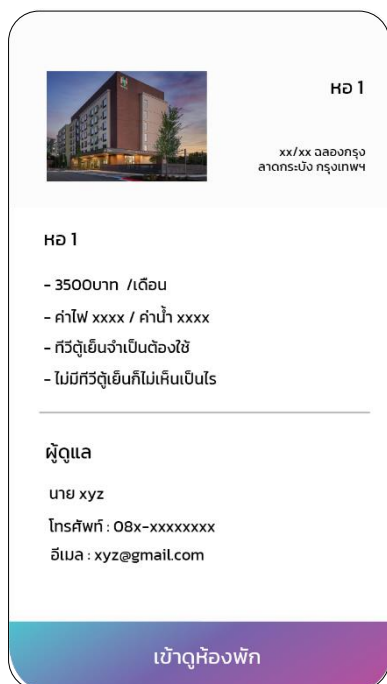 หอ 1
xx/xx ฉลองกรุง
ลาดกระบัง กรุงเทพฯ
หอ 1
- 3500บาท /เดือน
- ค่าไฟ xxxx / ค่าน้ำ xxxx
- ทีวีตู้เย็นจำเป็นต้องใช้
- ไม่มีทีวีตู้เย็นก็ไม่เห็นเป็นไร
ผู้ดูแล
นาย xyz
โทรศัพท์ : 08x-xxxxxxxx
อีเมล : xyz@gmail.com
เข้าดูห้องพัก